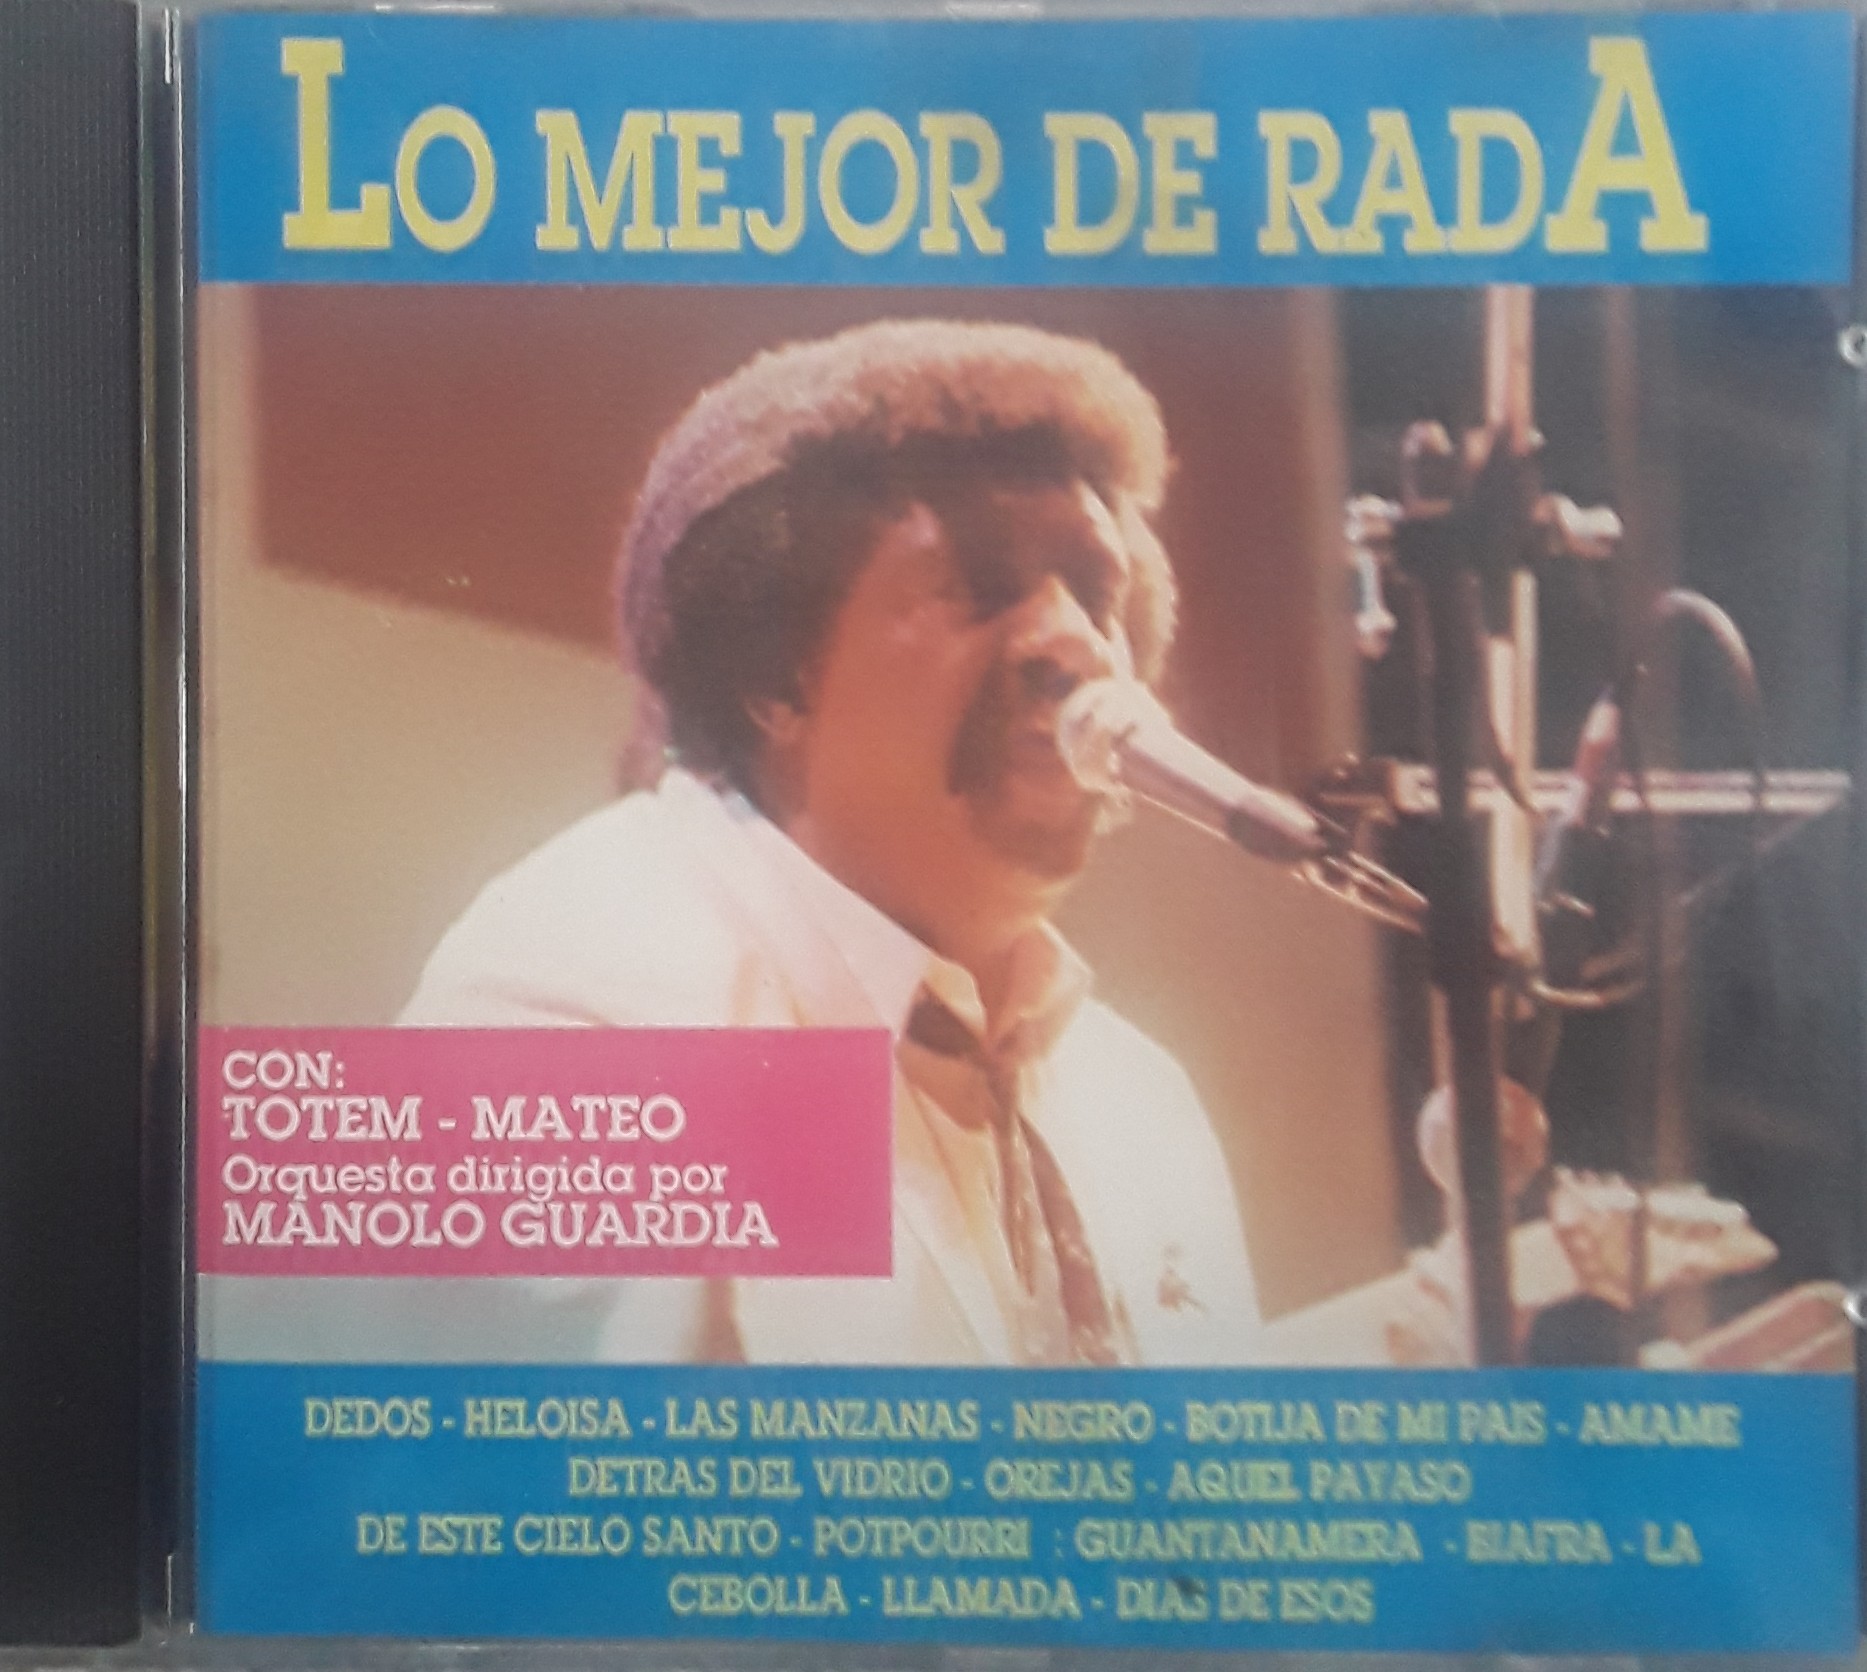 LO MEJOR DE RADA
CON:
TOTEM - MATEO
Orquesta dirigida por
MANOLO GUARDIA
DEDOS - HELOISA - LAS MANZANAS - NEGRO - BOTIJA DE MI PAIS - AMAME
DETRAS DEL VIDRIO - OREJAS - AQUEL PAYASO
DE ESTE CIELO SANTO - POTPOURRI : GUANTANAMERA - BIAFRA - LA
CEBOLLA - LLAMADA - DIAS DE ESOS